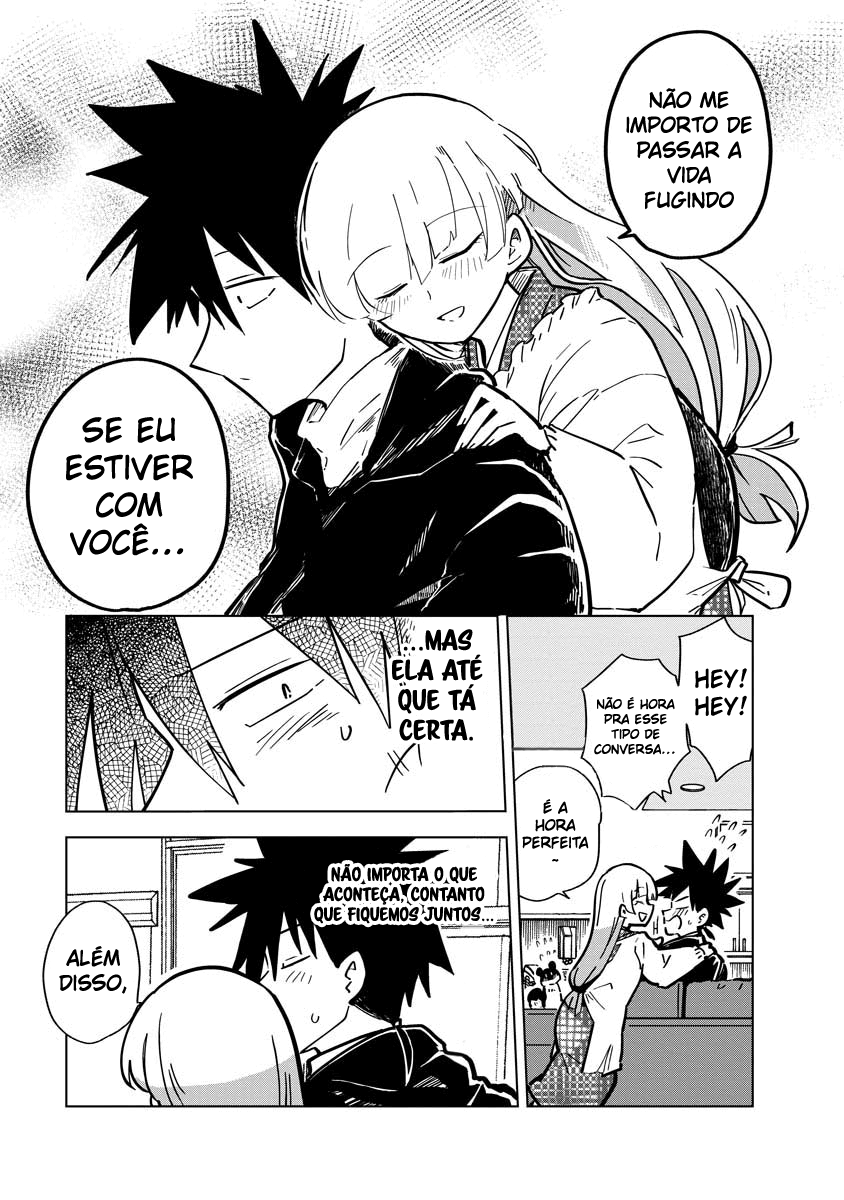 NÃO ME
IMPORTO DE
PASSAR A
VIDA
FUGINDO
SE EU
ESTIVER
COM
VOCÊ...
HEY!
HEY!
NÃO É HORA
PRA ESSE
TIPO DE
CONVERSA...
É A
HORA
PERFEITA
~
...MAS
ELA ATÉ
QUE TÁ
CERTA.
NÃO IMPORTA O QUE
ACONTEÇA, CONTANTO
QUE FIQUEMOS JUNTOS...
ALÉM
DISSO,